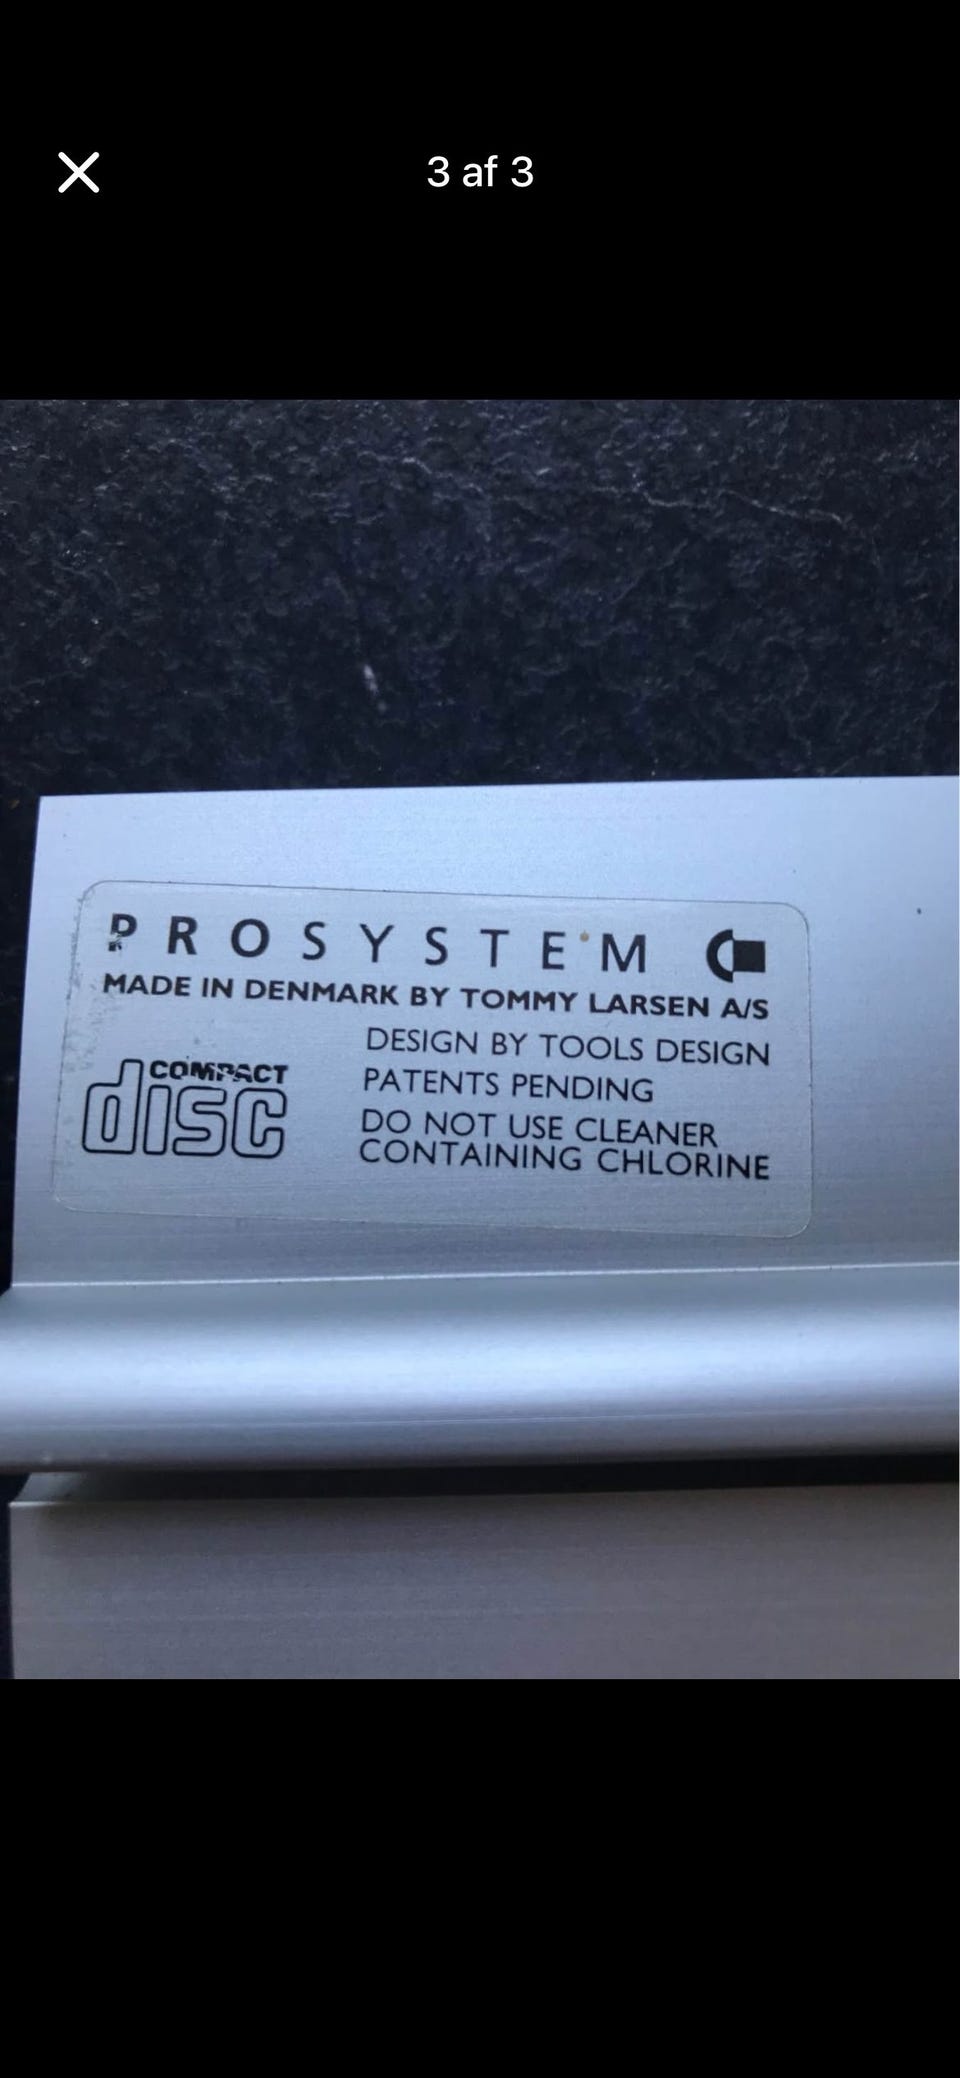 3 af 3
PROSYSTEM
MADE IN DENMARK BY TOMMY LARSEN A/S
DESIGN BY TOOLS DESIGN
COMPACT
disc
PATENTS PENDING
DO NOT USE CLEANER
CONTAINING CHLORINE